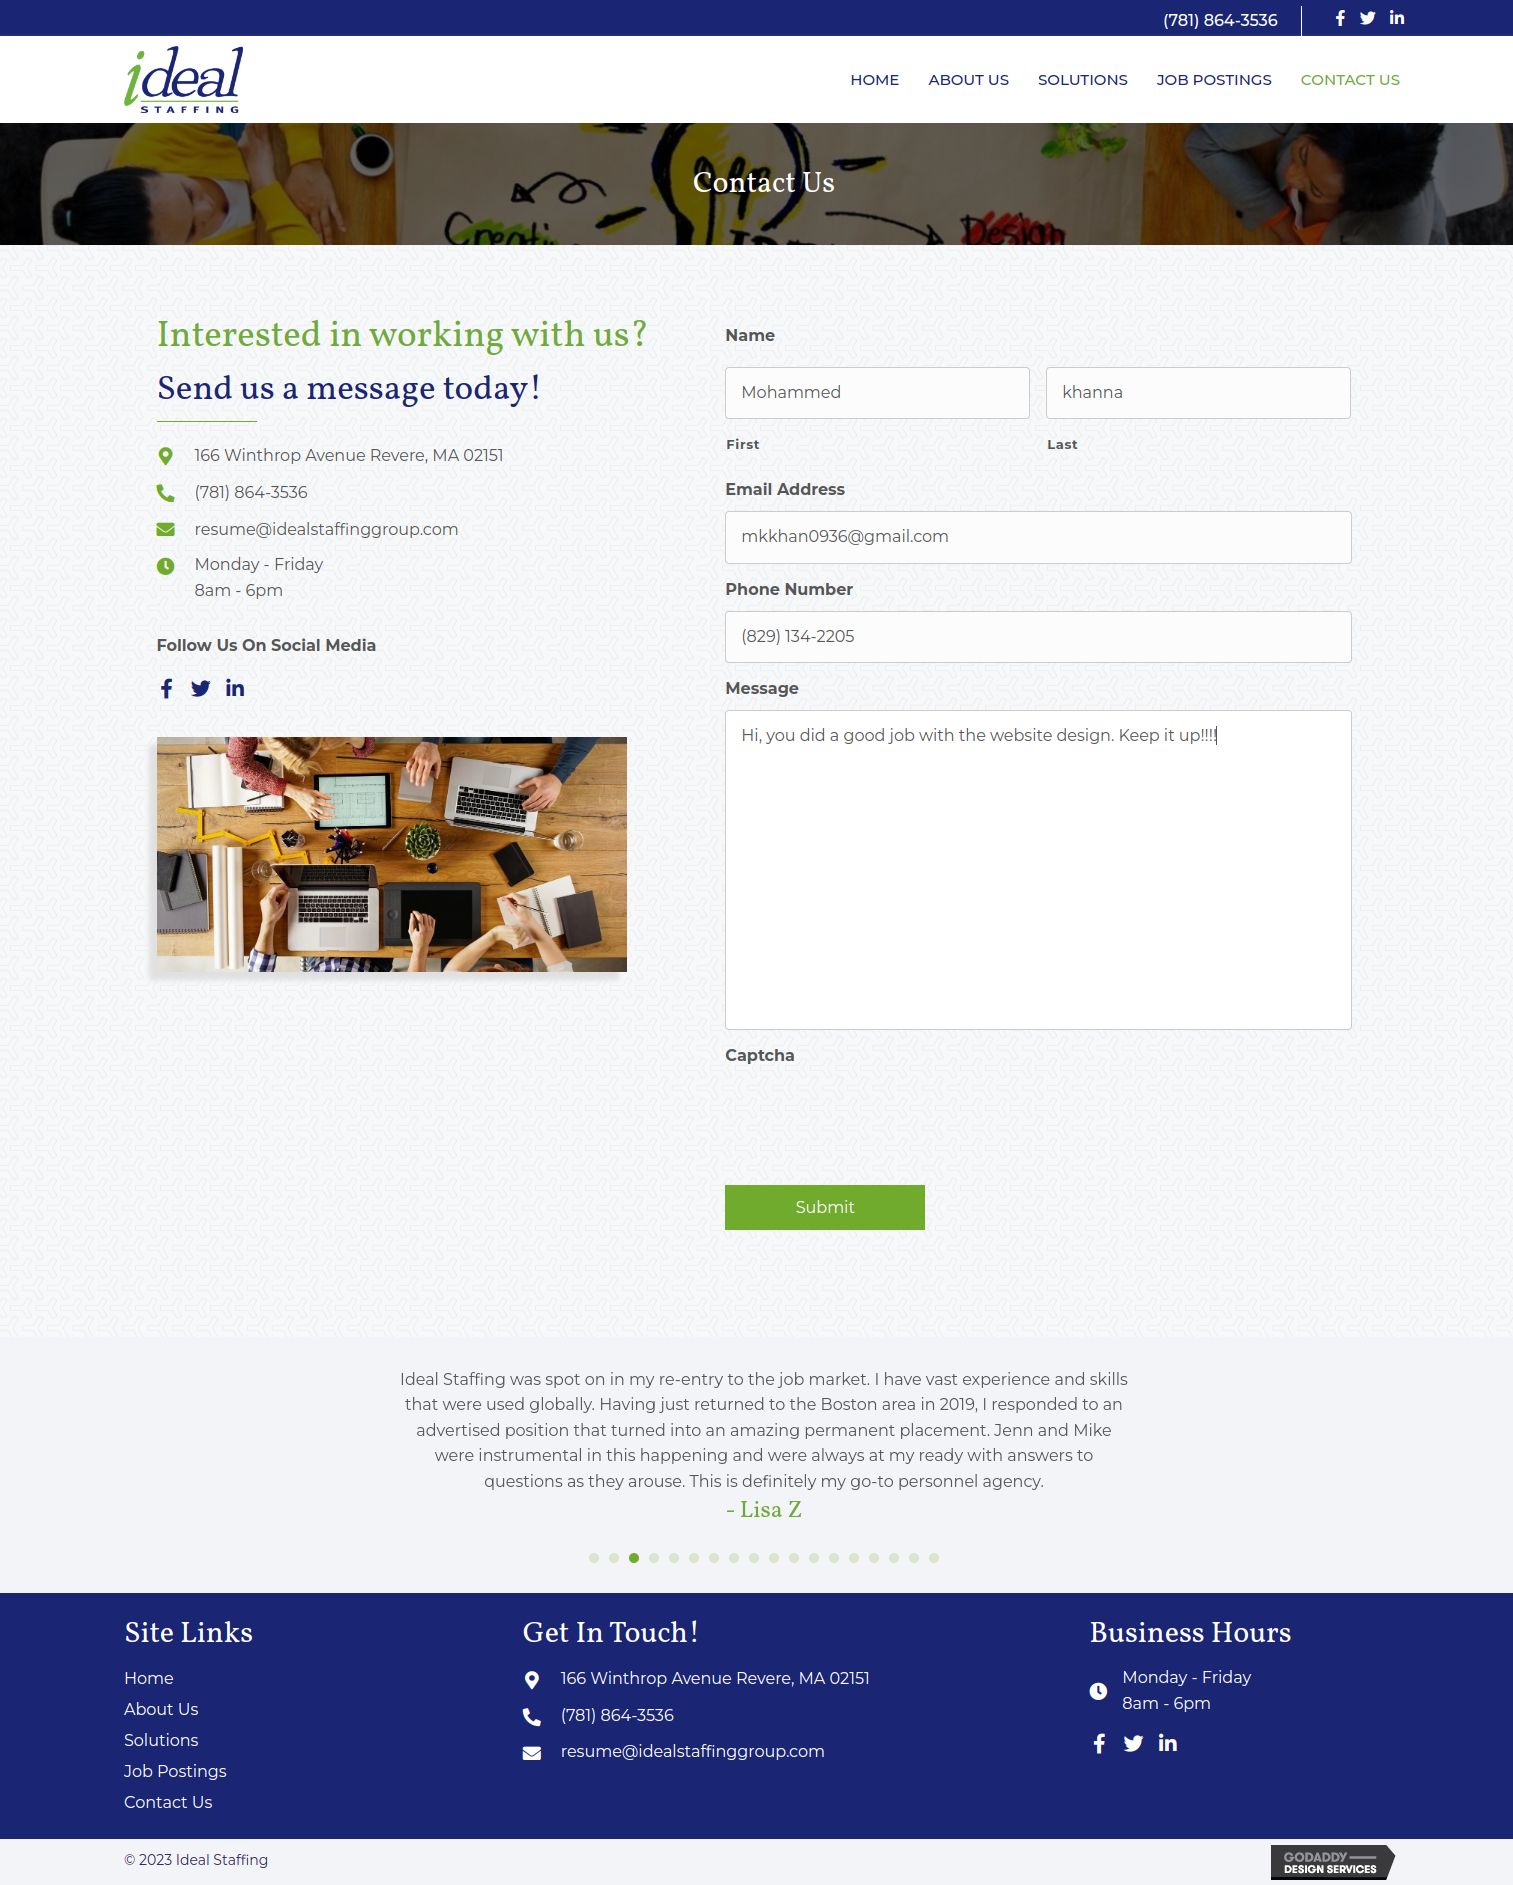 (781) 864-3536
ideal
STAFFING
HOME ABOUT US SOLUTIONS JOB POSTINGS CONTACT US
Contact Us
Design
Interested in working with us?
Send us a message today!
166 Winthrop Avenue Revere, MA 02151
(781) 864-3536
resume@idealstaffinggroup.com
Monday - Friday
8am - 6pm
Follow Us On Social Media
Name
Mohammed khanna
First Last
Email Address
mkkhan0936@gmail.com
Phone Number
(829) 134-2205
Message
Hi, you did a good job with the website design. Keep it up!!!!
Captcha
Submit
Ideal Staffing was spot on in my re-entry to the job market. I have vast experience and skills
that were used globally. Having just returned to the Boston area in 2019, I responded to an
advertised position that turned into an amazing permanent placement. Jenn and Mike
were instrumental in this happening and were always at my ready with answers to
questions as they arouse. This is definitely my go-to personnel agency.
- Lisa Z
Site Links
Home
About Us
Solutions
Job Postings
Contact Us
Get In Touch!
166 Winthrop Avenue Revere, MA 02151
(781) 864-3536
resume@idealstaffinggroup.com
Business Hours
Monday - Friday
8am - 6pm
© 2023 Ideal Staffing
GODADDY
DESIGN SERVICES